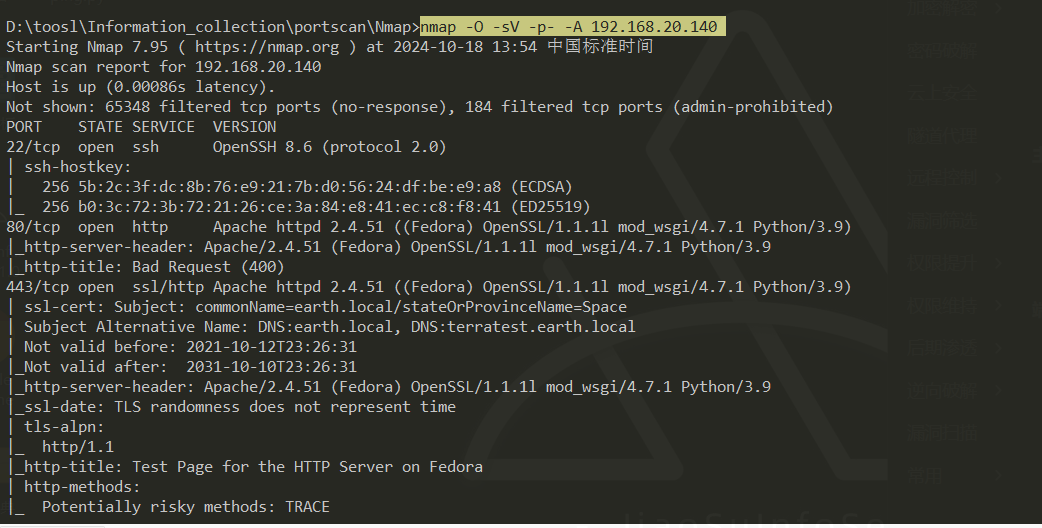 D:\toosl\Information_collection\portscan\Nmap>nmap -O -sV -p- -A 192.168.20.140
Starting Nmap 7.95 ( https://nmap.org ) at 2024-10-18 13:54 中国标准时间
Nmap scan report for 192.168.20.140
Host is up (0.00086s latency).
Not shown: 65348 filtered tcp ports (no-response), 184 filtered tcp ports (admin-prohibited)
PORT    STATE SERVICE  VERSION
22/tcp  open  ssh      OpenSSH 8.6 (protocol 2.0)
| ssh-hostkey:
|   256 5b:2c:3f:dc:8b:76:e9:21:7b:d0:56:24:df:be:e9:a8 (ECDSA)
|_  256 b0:3c:72:3b:72:21:26:ce:3a:84:e8:41:ec:c8:f8:41 (ED25519)
80/tcp  open  http     Apache httpd 2.4.51 ((Fedora) OpenSSL/1.1.1l mod_wsgi/4.7.1 Python/3.9)
|_http-server-header: Apache/2.4.51 (Fedora) OpenSSL/1.1.1l mod_wsgi/4.7.1 Python/3.9
|_http-title: Bad Request (400)
443/tcp open  ssl/http Apache httpd 2.4.51 ((Fedora) OpenSSL/1.1.1l mod_wsgi/4.7.1 Python/3.9)
| ssl-cert: Subject: commonName=earth.local/stateOrProvinceName=Space
| Subject Alternative Name: DNS:earth.local, DNS:terratest.earth.local
| Not valid before: 2021-10-12T23:26:31
|_Not valid after:  2031-10-10T23:26:31
|_http-server-header: Apache/2.4.51 (Fedora) OpenSSL/1.1.1l mod_wsgi/4.7.1 Python/3.9
|_ssl-date: TLS randomness does not represent time
| tls-alpn:
|_  http/1.1
|_http-title: Test Page for the HTTP Server on Fedora
| http-methods:
|_  Potentially risky methods: TRACE